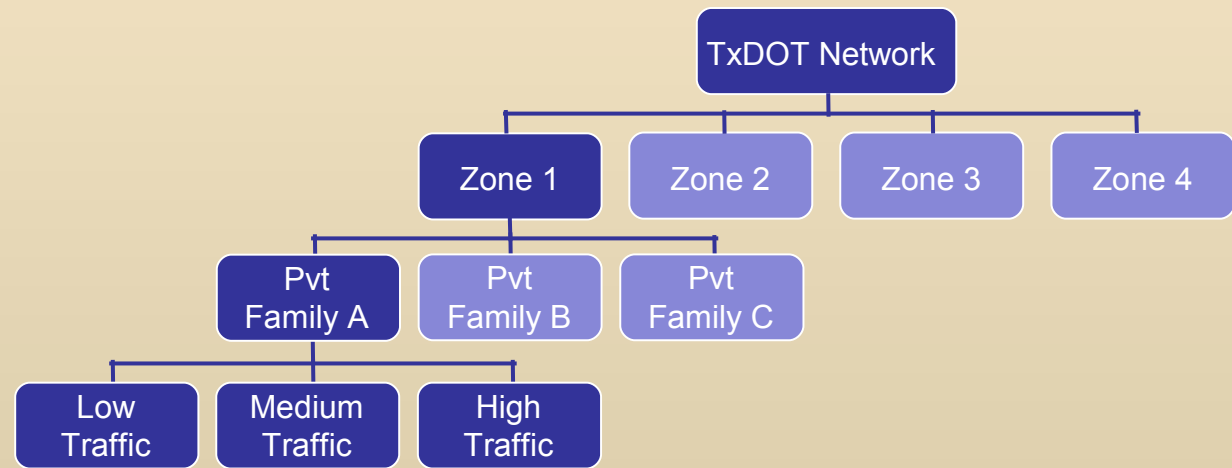 TxDOT Network
Zone 1
Zone 2
Zone 3
Zone 4
Pvt
Family A
Pvt
Family B
Pvt
Family C
Low
Traffic
Medium
Traffic
High
Traffic